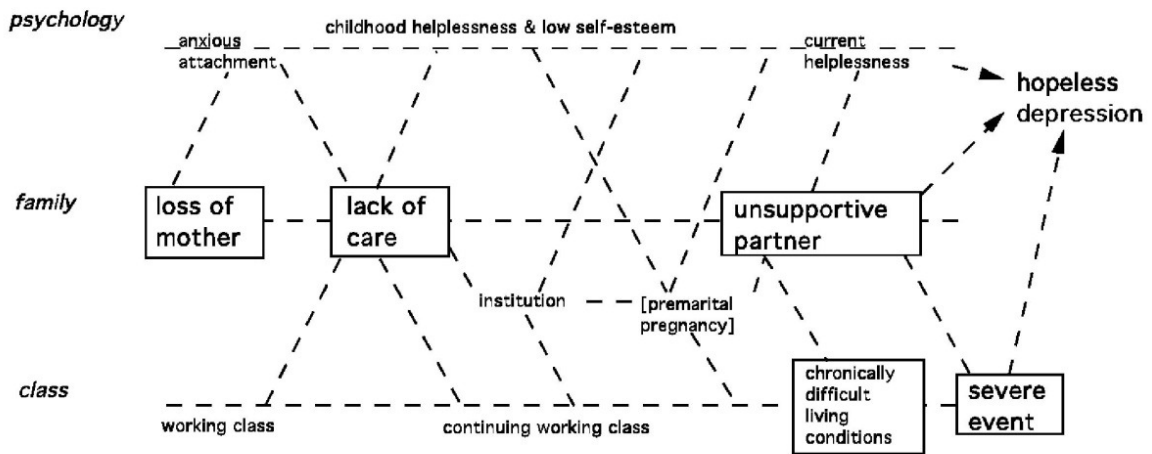 psychology
childhood helplessness & low self-esteem
anxious
attachment
current
helplessness
hopeless
depression
family
loss of
mother
lack of
care
unsupportive
partner
institution
[premarital
pregnancy]
class
working class
continuing working class
chronically
difficult
living
conditions
severe
event